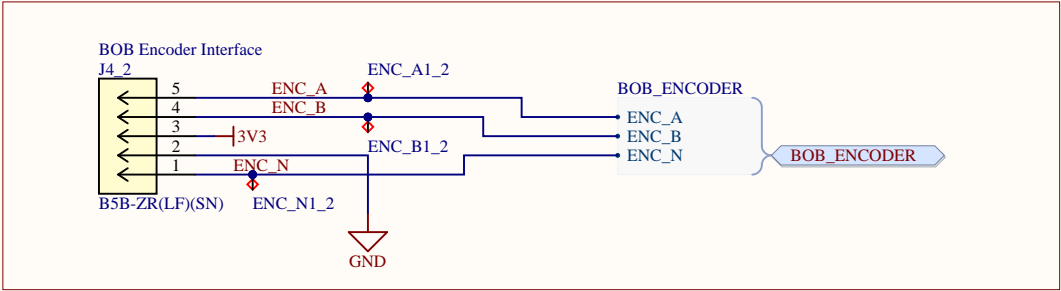 BOB Encoder Interface
J4_2
ENC_A1_2
5
ENC_A
BOB_ENCODER
4
ENC_B
ENC_A
3
3V3
ENC_B
2
ENC_B1_2
ENC_N
BOB_ENCODER
1
ENC_N
B5B-ZR(LF)(SN)
ENC_N1_2
GND